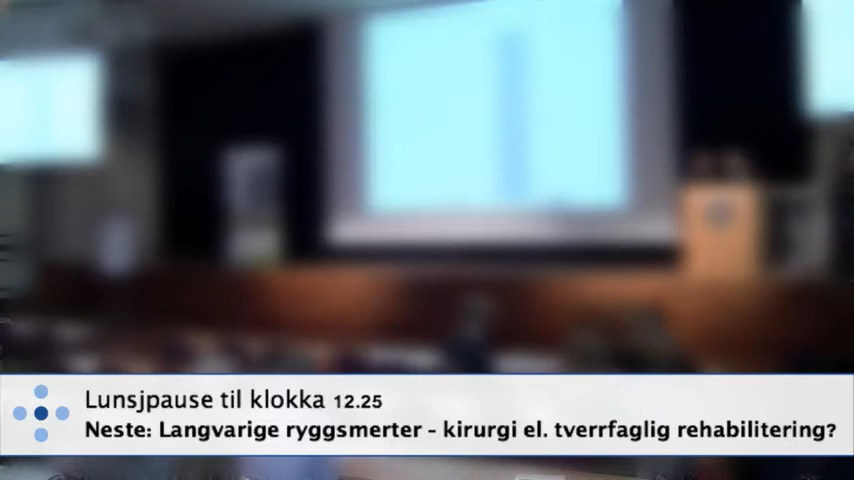 Lunsjpause til klokka 12.25
Neste: Langvarige ryggsmerter - kirurgi el. tverrfaglig rehabilitering?